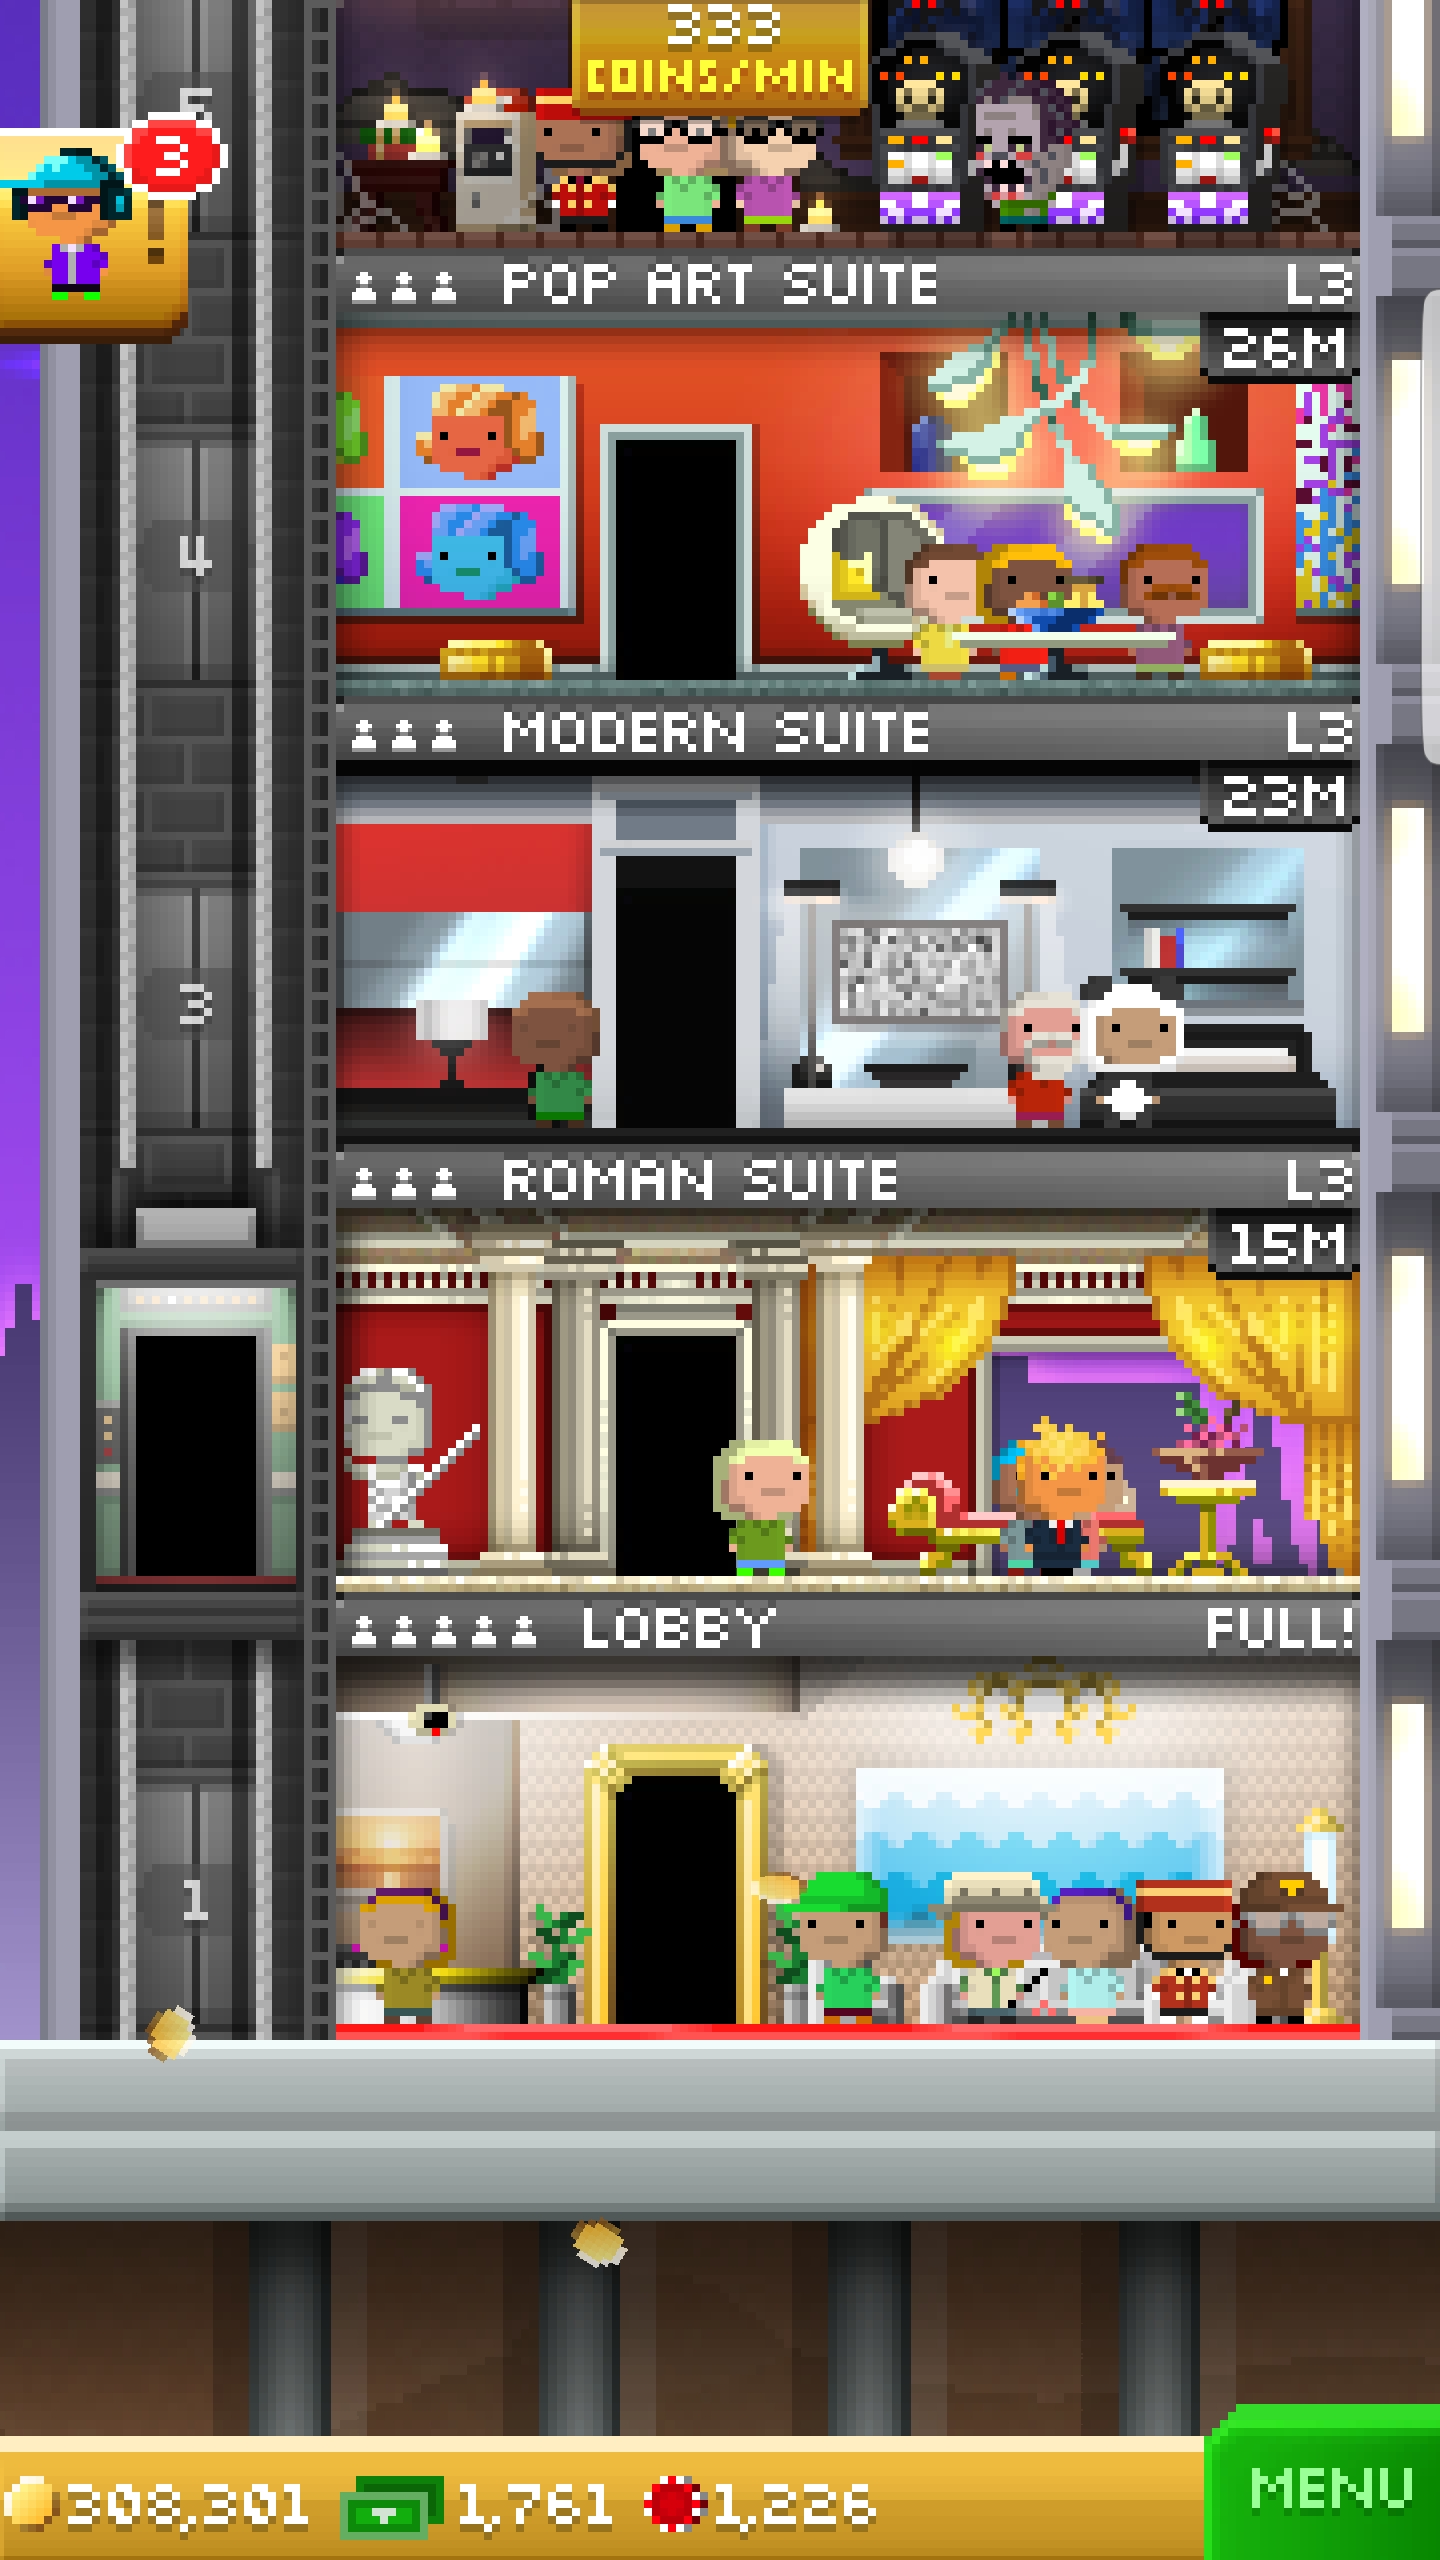 333
COINS/MIN
5
3
POP ART SUITE L3
26M
4
MODERN SUITE L3
23M
3
ROMAN SUITE L3
15M
LOBBY FULL!
1
308,301 1,761 1,226
MENU